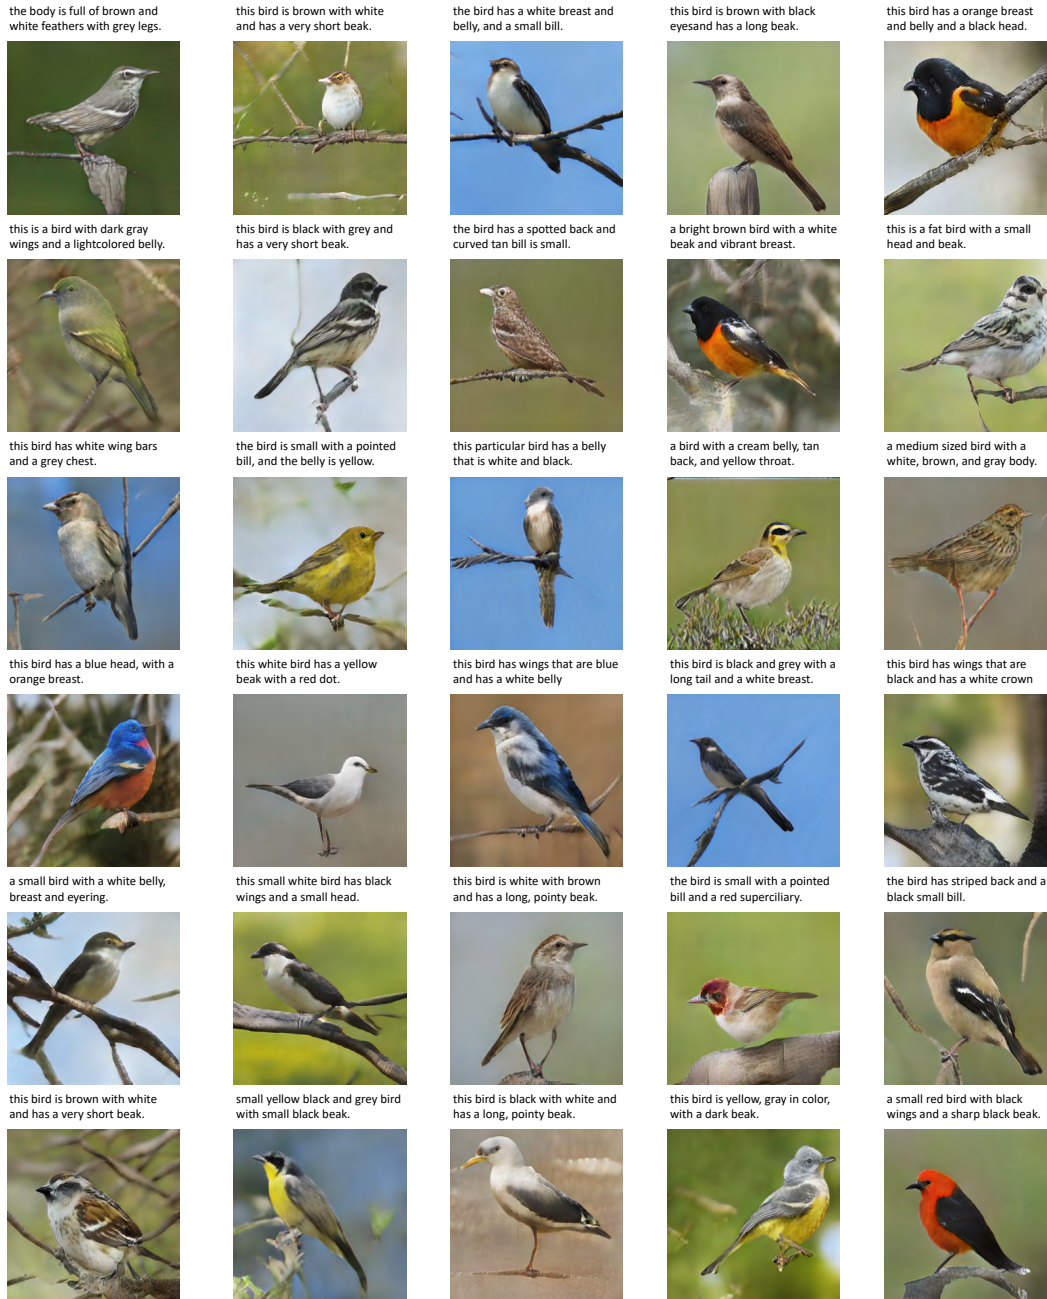 the body is full of brown and
white feathers with grey legs.
this bird is brown with white
and has a very short beak.
the bird has a white breast and
belly, and a small bill.
this bird is brown with black
eyesand has a long beak.
this bird has a orange breast
and belly and a black head.
this is a bird with dark gray
wings and a lightcolored belly.
this bird is black with grey and
has a very short beak.
the bird has a spotted back and
curved tan bill is small.
a bright brown bird with a white
beak and vibrant breast.
this is a fat bird with a small
head and beak.
this bird has white wing bars
and a grey chest.
the bird is small with a pointed
bill, and the belly is yellow.
this particular bird has a belly
that is white and black.
a bird with a cream belly, tan
back, and yellow throat.
a medium sized bird with a
white, brown, and gray body.
this bird has a blue head, with a
orange breast.
this white bird has a yellow
beak with a red dot.
this bird has wings that are blue
and has a white belly
this bird is black and grey with a
long tail and a white breast.
this bird has wings that are
black and has a white crown
a small bird with a white belly,
breast and eyering.
this small white bird has black
wings and a small head.
this bird is white with brown
and has a long, pointy beak.
the bird is small with a pointed
bill and a red superciliary.
the bird has striped back and a
black small bill.
this bird is brown with white
and has a very short beak.
small yellow black and grey bird
with small black beak.
this bird is black with white and
has a long, pointy beak.
this bird is yellow, gray in color,
with a dark beak.
a small red bird with black
wings and a sharp black beak.